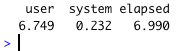 user  system elapsed
6.749   0.232   6.990
>